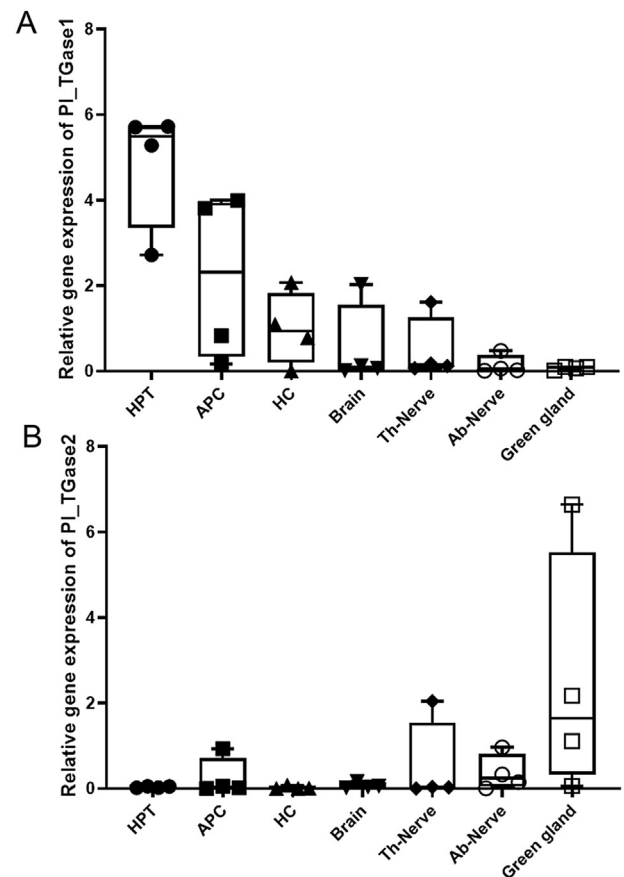 A
Relative gene expression of Pl_TGase1
8
6
4
2
0
HPT
APC
HC
Brain
Th-Nerve
Ab-Nerve
Green gland
B
Relative gene expression of Pl_TGase2
8
6
4
2
0
HPT
APC
HC
Brain
Th-Nerve
Ab-Nerve
Green gland